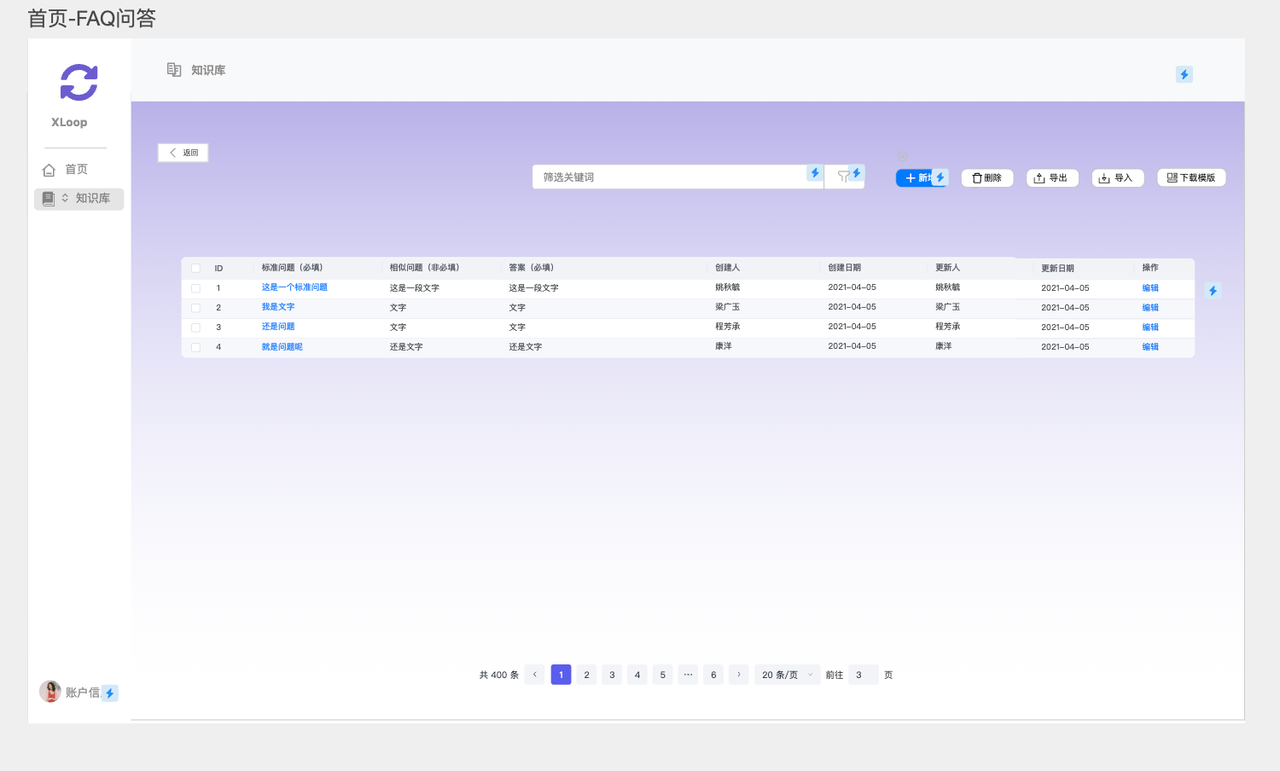 首页-FAQ问答
知识库
XLoop
首页
知识库
返回
筛选关键词
新增
删除
导出
导入
下载模版
ID 标准问题（必填） 相似问题（非必填） 答案（必填） 创建人 创建日期 更新人 更新日期 操作
1 这是一个标准问题 这是一段文字 这是一段文字 姚秋毓 2021-04-05 姚秋毓 2021-04-05 编辑
2 我是文字 文字 文字 梁广玉 2021-04-05 梁广玉 2021-04-05 编辑
3 还是问题 文字 文字 程芳承 2021-04-05 程芳承 2021-04-05 编辑
4 就是问题呢 还是文字 还是文字 康洋 2021-04-05 康洋 2021-04-05 编辑
共 400 条 1 2 3 4 5 ··· 6 20 条/页 前往 3 页
账户信